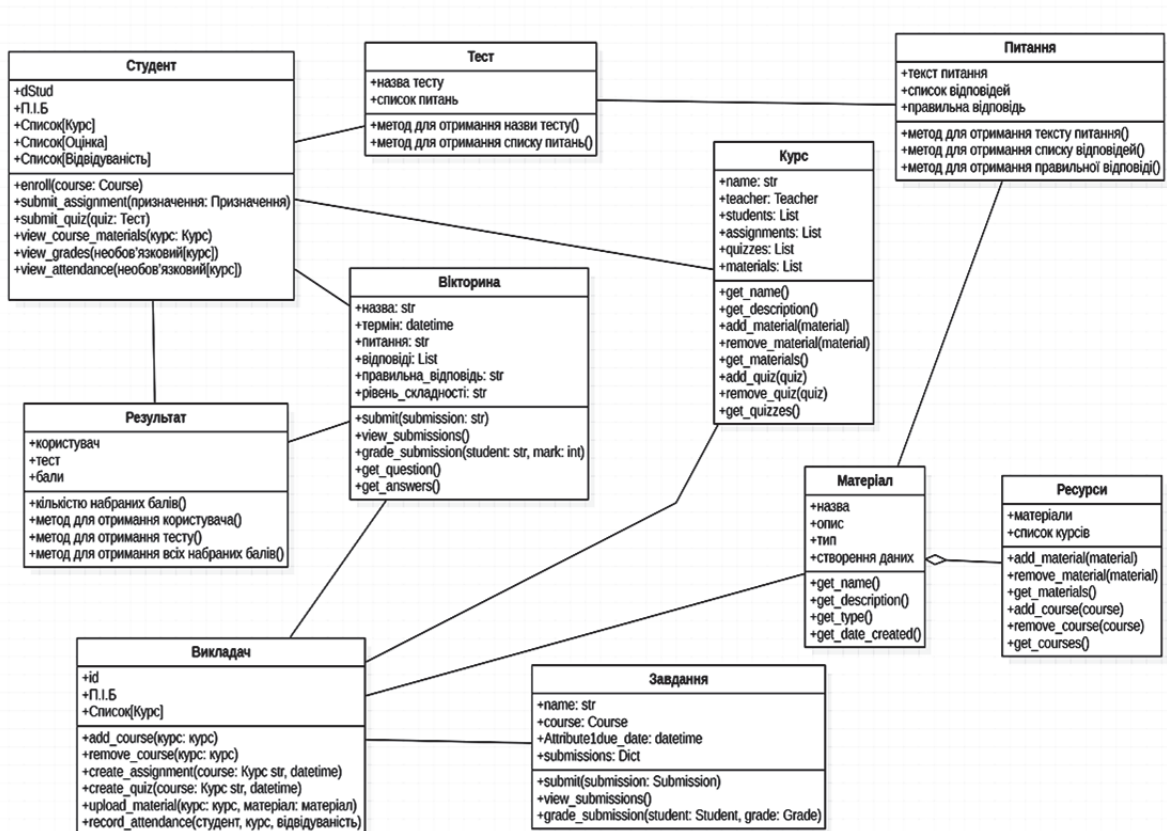 Студент
+dStud
+П.І.Б
+Список[Курс]
+Список[Оцінка]
+Список[Відвідуваність]
+enroll(course: Course)
+submit_assignment(призначення: Призначення)
+submit_quiz(quiz: Тест)
+view_course_materials(курс: Курс)
+view_grades(необов'язковий[курс])
+view_attendance(необов'язковий[курс])
Тест
+назва тесту
+список питань
+метод для отримання назви тесту()
+метод для отримання списку питань()
Питання
+текст питання
+список відповідей
+правильна відповідь
+метод для отримання тексту питання()
+метод для отримання списку відповідей()
+метод для отримання правильної відповіді()
Курс
+name: str
+teacher: Teacher
+students: List
+assignments: List
+quizzes: List
+materials: List
+get_name()
+get_description()
+add_material(material)
+remove_material(material)
+get_materials()
+add_quiz(quiz)
+remove_quiz(quiz)
+get_quizzes()
Вікторина
+назва: str
+термін: datetime
+питання: str
+відповіді: List
+правильна_відповідь: str
+рівень_складності: str
+submit(submission: str)
+view_submissions()
+grade_submission(student: str, mark: int)
+get_question()
+get_answers()
Результат
+користувач
+тест
+бали
+кількістю набраних балів()
+метод для отримання користувача()
+метод для отримання тесту()
+метод для отримання всіх набраних балів()
Матеріал
+назва
+опис
+тип
+створення даних
+get_name()
+get_description()
+get_type()
+get_date_created()
Ресурси
+матеріали
+список курсів
+add_material(material)
+remove_material(material)
+get_materials()
+add_course(course)
+remove_course(course)
+get_courses()
Викладач
+id
+П.І.Б
+Список[Курс]
+add_course(курс: курс)
+remove_course(курс: курс)
+create_assignment(course: Курс str, datetime)
+create_quiz(course: Курс str, datetime)
+upload_material(курс: курс, матеріал: матеріал)
+record_attendance(студент, курс, відвідуваність)
Завдання
+name: str
+course: Course
+Attribute1due_date: datetime
+submissions: Dict
+submit(submission: Submission)
+view_submissions()
+grade_submission(student: Student, grade: Grade)